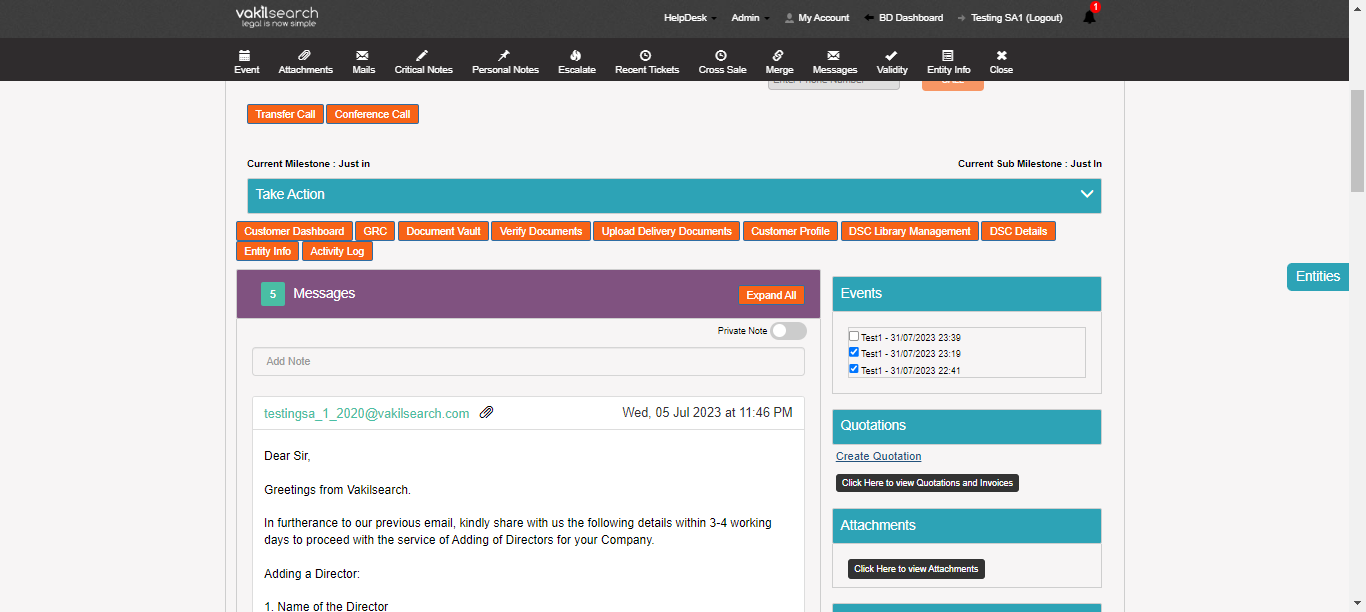 vakilsearch
legal is now simple
HelpDesk Admin My Account BD Dashboard Testing SA1 (Logout) 1
Event Attachments Mails Critical Notes Personal Notes Escalate Recent Tickets Cross Sale Merge Messages Validity Entity Info Close
Transfer Call Conference Call
Current Milestone : Just in
Current Sub Milestone : Just In
Take Action
Customer Dashboard GRC Document Vault Verify Documents Upload Delivery Documents Customer Profile DSC Library Management DSC Details
Entity Info Activity Log
Entities
5 Messages Expand All
Private Note
Add Note
testingsa_1_2020@vakilsearch.com Wed, 05 Jul 2023 at 11:46 PM
Dear Sir,
Greetings from Vakilsearch.
In furtherance to our previous email, kindly share with us the following details within 3-4 working
days to proceed with the service of Adding of Directors for your Company.
Adding a Director:
1. Name of the Director
Events
Test1 - 31/07/2023 23:39
Test1 - 31/07/2023 23:19
Test1 - 31/07/2023 22:41
Quotations
Create Quotation
Click Here to view Quotations and Invoices
Attachments
Click Here to view Attachments